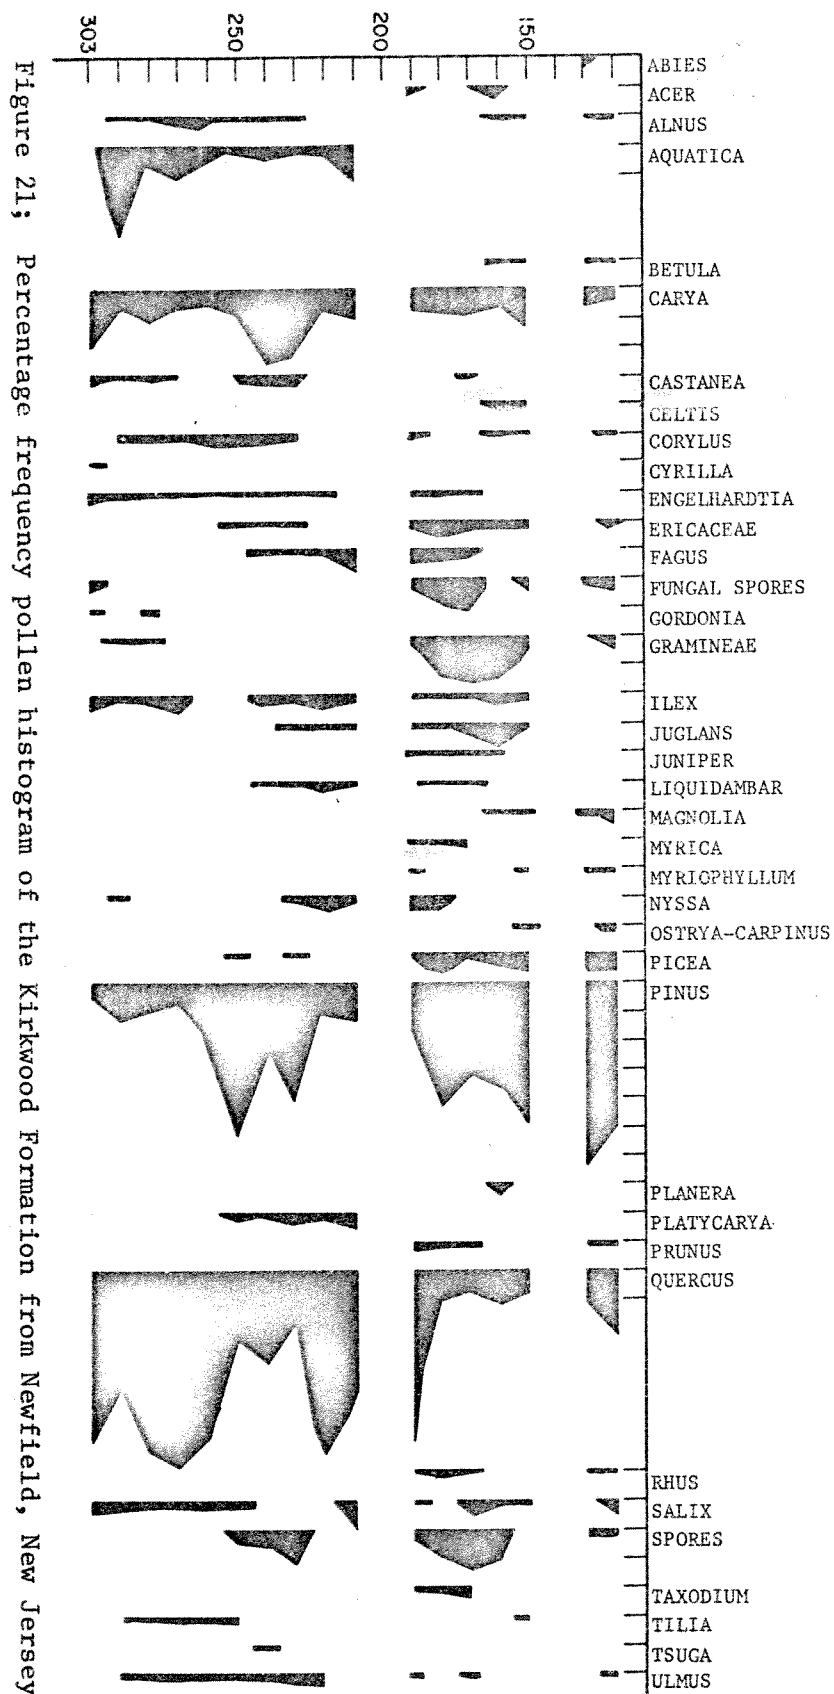 303
250
200
150
ABIES
ACER
ALNUS
AQUATICA
BETULA
CARYA
CASTANEA
CELTIS
CORYLUS
CYRILLA
ENGELHARDTIA
ERICACEAE
FAGUS
FUNGAL SPORES
GORDONIA
GRAMINEAE
ILEX
JUGLANS
JUNIPER
LIQUIDAMBAR
MAGNOLIA
MYRICA
MYRIOPHYLLUM
NYSSA
OSTRYA-CARPINUS
PICEA
PINUS
PLANERA
PLATYCARYA
PRUNUS
QUERCUS
RHUS
SALIX
SPORES
TAXODIUM
TILIA
TSUGA
ULMUS
Figure 21; Percentage frequency pollen histogram of the Kirkwood Formation from Newfield, New Jersey